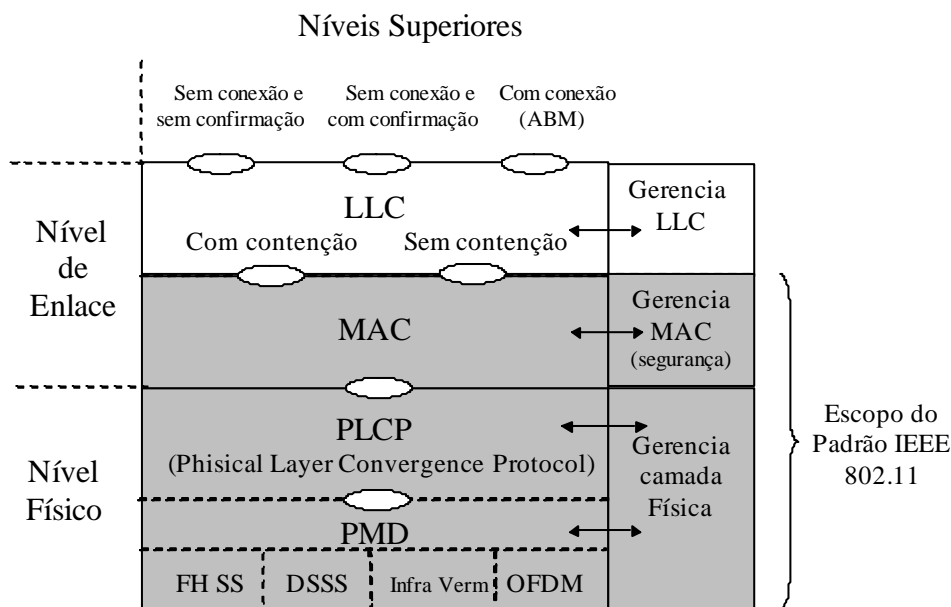 Níveis Superiores
Sem conexão e
sem confirmação
Sem conexão e
com confirmação
Com conexão
(ABM)
Nível
de
Enlace
LLC
Gerencia
LLC
Com contenção
Sem contenção
MAC
Gerencia
MAC
(segurança)
Nível
Físico
PLCP
(Phisical Layer Convergence Protocol)
Gerencia
camada
Física
PMD
FH SS
DSSS
Infra Verm
OFDM
Escopo do
Padrão IEEE
802.11